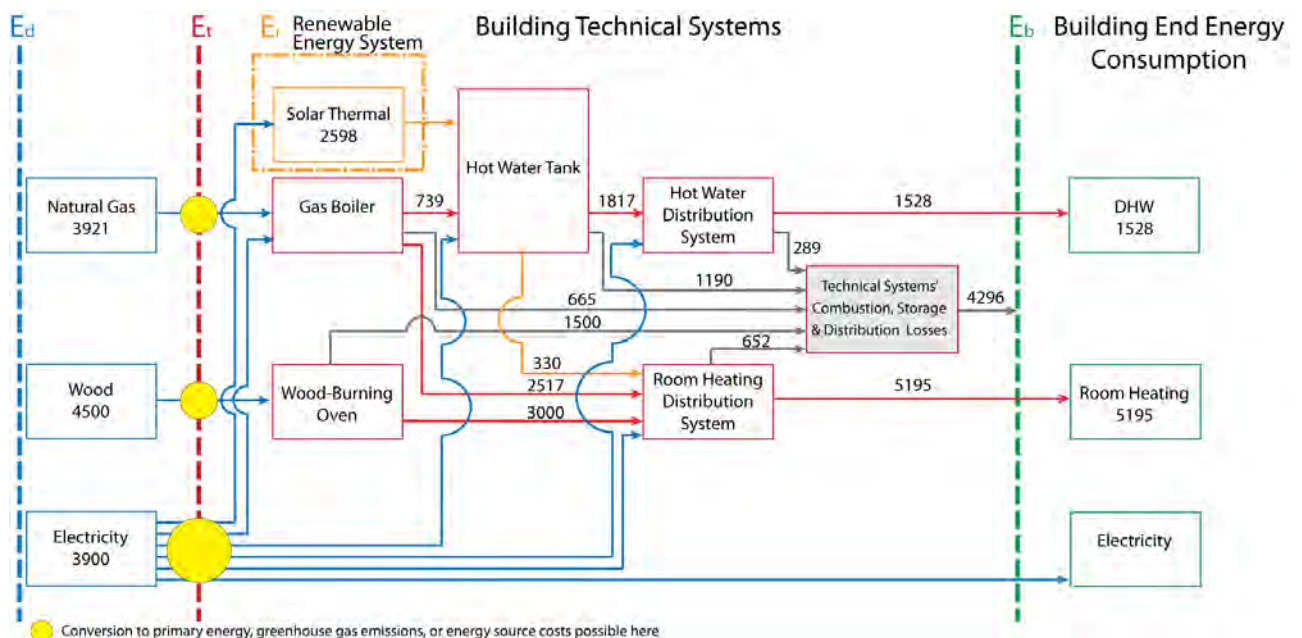 Ed
Et
Er
Renewable
Energy System
Building Technical Systems
Eb
Building End Energy
Consumption
Solar Thermal
2598
Hot Water Tank
Natural Gas
3921
Gas Boiler
739
1817
Hot Water
Distribution
System
1528
DHW
1528
289
1190
Technical Systems'
Combustion, Storage
& Distribution Losses
4296
665
1500
652
330
Wood
4500
Wood-Burning
Oven
2517
3000
Room Heating
Distribution
System
5195
Room Heating
5195
Electricity
3900
Electricity
Conversion to primary energy, greenhouse gas emissions, or energy source costs possible here